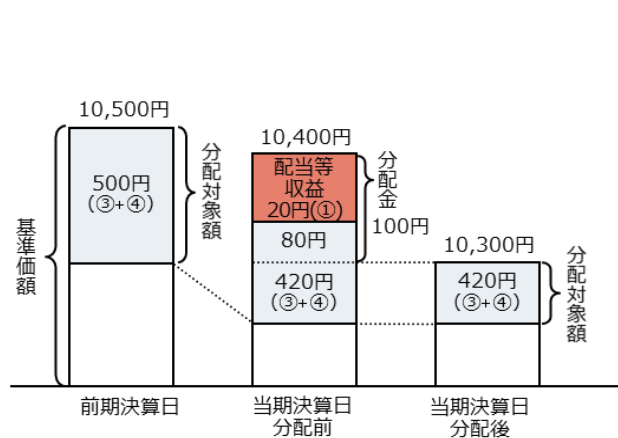 10,500円
500円
(③+④)
分配対象額
基準価額
10,400円
配当等
収益
20円(①)
80円
420円
(③+④)
分配金
100円
10,300円
420円
(③+④)
分配対象額
前期決算日
当期決算日
分配前
当期決算日
分配後